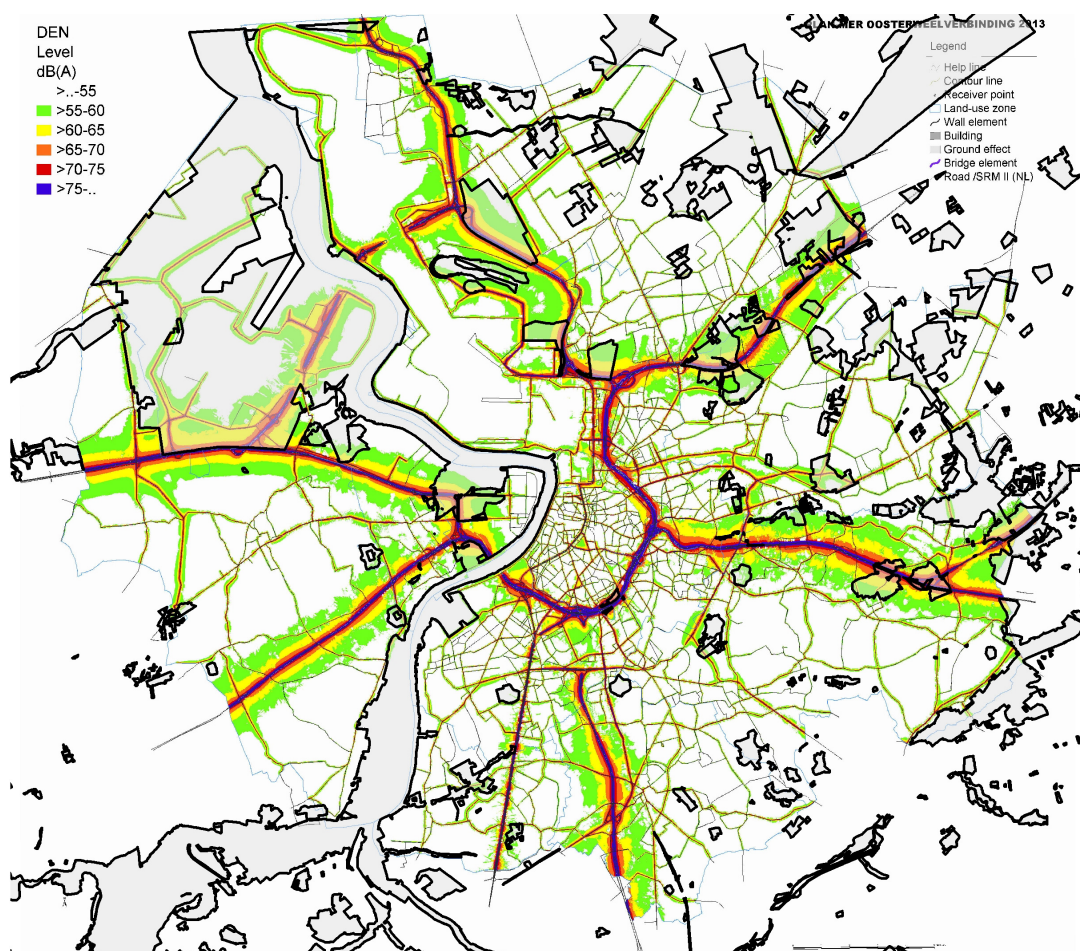 DEN
Level
dB(A)
>..-55
>55-60
>60-65
>65-70
>70-75
>75-..
MER OOSTERWEELVERBINDING 2013
Legend
Help line
Contour line
Receiver point
Land-use zone
Wall element
Building
Ground effect
Bridge element
Road /SRM II (NL)